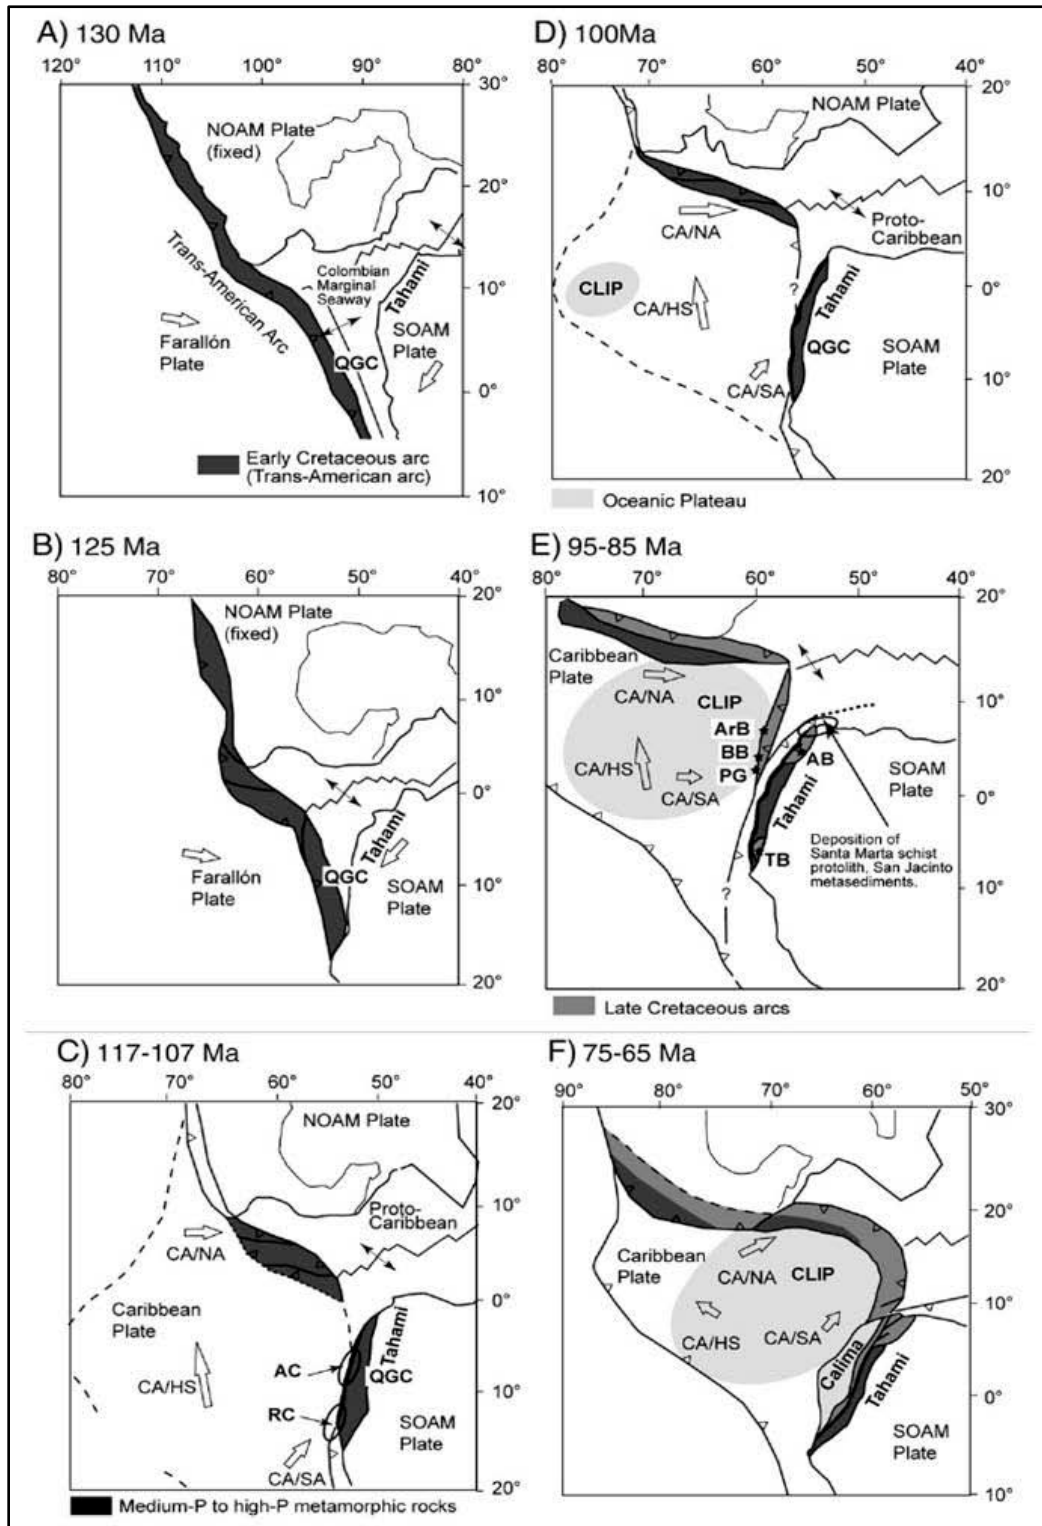 A) 130 Ma
120° 110° 100° 90° 80°
30°
NOAM Plate
(fixed)
20°
Trans-American Arc
Colombian
Marginal
Seaway
Tahami
10°
Farallón
Plate
QGC
SOAM
Plate
0°
Early Cretaceous arc
(Trans-American arc)
10°
B) 125 Ma
80° 70° 60° 50° 40°
20°
NOAM Plate
(fixed)
10°
0°
Tahami
Farallón
Plate
QGC
SOAM
Plate
10°
20°
C) 117-107 Ma
80° 70° 60° 50° 40°
20°
NOAM Plate
10°
Proto-
Caribbean
CA/NA
0°
Caribbean
Plate
Tahami
AC
QGC
CA/HS
10°
RC
SOAM
Plate
CA/SA
20°
Medium-P to high-P metamorphic rocks
D) 100Ma
80° 70° 60° 50° 40°
20°
NOAM Plate
10°
CA/NA
Proto-
Caribbean
CLIP
CA/HS
?
0°
Tahami
QGC
SOAM
Plate
CA/SA
10°
20°
Oceanic Plateau
E) 95-85 Ma
80° 70° 60° 50° 40°
20°
Caribbean
Plate
CA/NA
CLIP
10°
ArB
BB
AB
CA/HS
PG
CA/SA
SOAM
Plate
0°
Tahami
Deposition of
Santa Marta schist
protolith, San Jacinto
metasediments.
TB
?
10°
20°
Late Cretaceous arcs
F) 75-65 Ma
90° 80° 70° 60° 50°
30°
NOAM Plate
20°
Caribbean
Plate
CA/NA
CLIP
10°
CA/HS
CA/SA
Calima
Tahami
0°
SOAM
Plate
10°